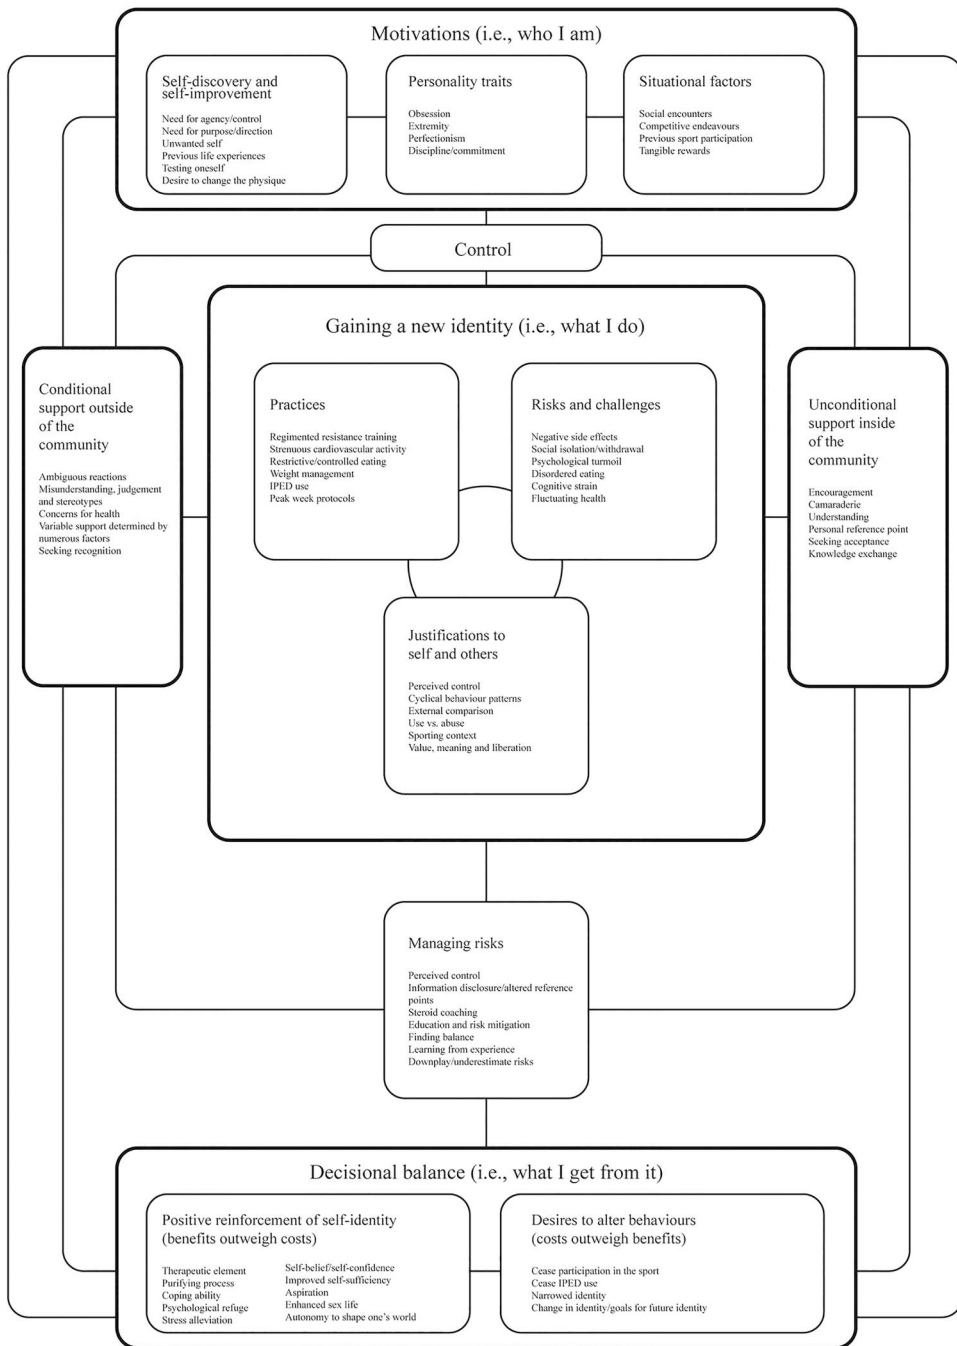 Motivations (i.e., who I am)
Self-discovery and
self-improvement
Need for agency/control
Need for purpose/direction
Unwanted self
Previous life experiences
Testing oneself
Desire to change the physique
Personality traits
Obsession
Extremity
Perfectionism
Discipline/commitment
Situational factors
Social encounters
Competitive endeavours
Previous sport participation
Tangible rewards
Control
Gaining a new identity (i.e., what I do)
Conditional
support outside
of the
community
Ambiguous reactions
Misunderstanding, judgement
and stereotypes
Concerns for health
Variable support determined by
numerous factors
Seeking recognition
Practices
Regimented resistance training
Strenuous cardiovascular activity
Restrictive/controlled eating
Weight management
IPED use
Peak week protocols
Risks and challenges
Negative side effects
Social isolation/withdrawal
Psychological turmoil
Disordered eating
Cognitive strain
Fluctuating health
Unconditional
support inside
of the
community
Encouragement
Camaraderie
Understanding
Personal reference point
Seeking acceptance
Knowledge exchange
Justifications to
self and others
Perceived control
Cyclical behaviour patterns
External comparison
Use vs. abuse
Sporting context
Value, meaning and liberation
Managing risks
Perceived control
Information disclosure/altered reference
points
Steroid coaching
Education and risk mitigation
Finding balance
Learning from experience
Downplay/underestimate risks
Decisional balance (i.e., what I get from it)
Positive reinforcement of self-identity
(benefits outweigh costs)
Therapeutic element
Purifying process
Coping ability
Psychological refuge
Stress alleviation
Self-belief/self-confidence
Improved self-sufficiency
Aspiration
Enhanced sex life
Autonomy to shape one's world
Desires to alter behaviours
(costs outweigh benefits)
Cease participation in the sport
Cease IPED use
Narrowed identity
Change in identity/goals for future identity